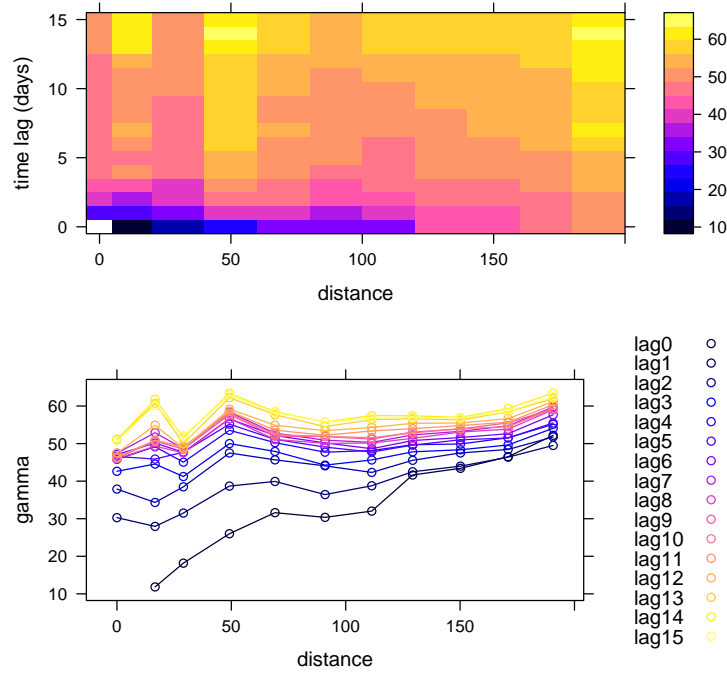 15
10
5
0
time lag (days)
0 50 100 150
distance
60
50
40
30
20
10
60
50
40
30
20
10
gamma
0 50 100 150
distance
lag0
lag1
lag2
lag3
lag4
lag5
lag6
lag7
lag8
lag9
lag10
lag11
lag12
lag13
lag14
lag15